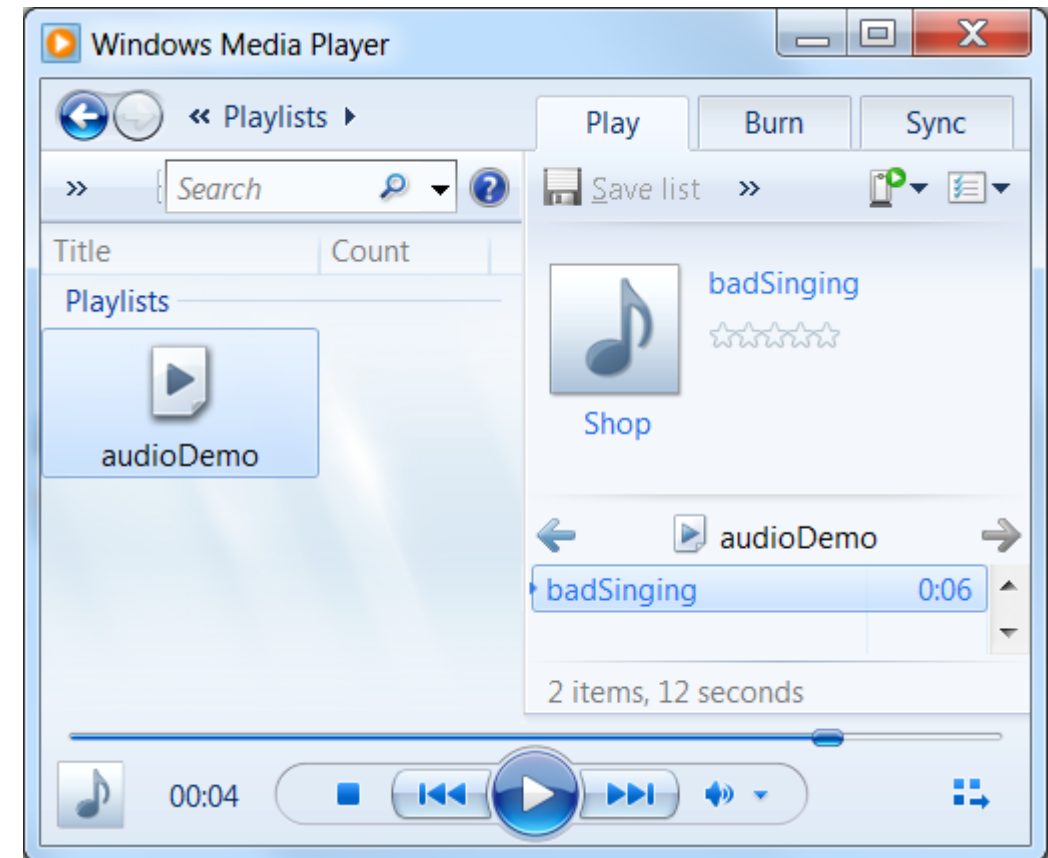 Windows Media Player
« Playlists
Play
Burn
Sync
» Search
Save list »
Title Count
Playlists
audioDemo
badSinging
Shop
audioDemo
badSinging 0:06
2 items, 12 seconds
00:04